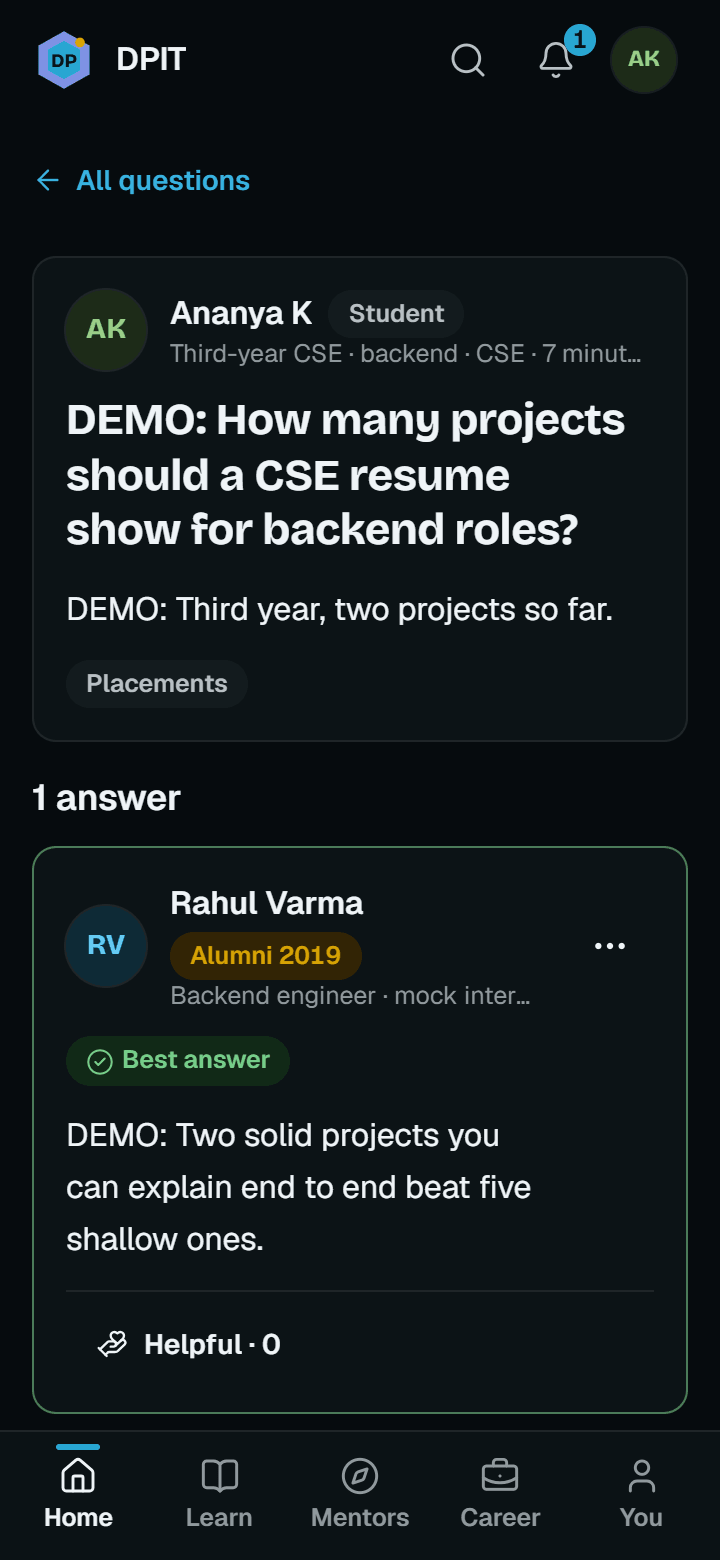 DP
DPIT
1
AK
All questions
AK
Ananya K
Student
Third-year CSE · backend · CSE · 7 minut...
DEMO: How many projects
should a CSE resume
show for backend roles?
DEMO: Third year, two projects so far.
Placements
1 answer
RV
Rahul Varma
Alumni 2019
Backend engineer · mock inter...
Best answer
DEMO: Two solid projects you
can explain end to end beat five
shallow ones.
Helpful · 0
Home
Learn
Mentors
Career
You